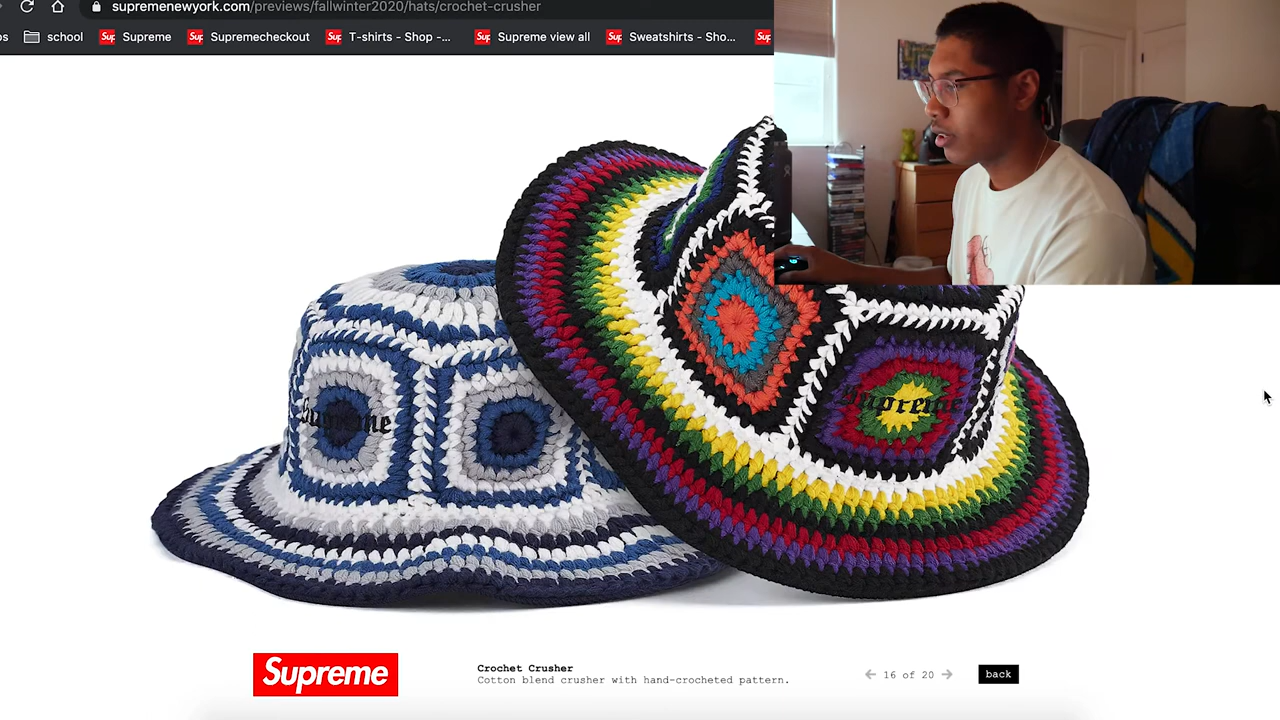 supremenewyork.com/previews/fallwinter2020/hats/crochet-crusher
os school Supreme Supremecheckout T-shirts - Shop -... Supreme view all Sweatshirts - Sho...
Supreme
Supreme
Supreme
Crochet Crusher
Cotton blend crusher with hand-crocheted pattern.
16 of 20
back